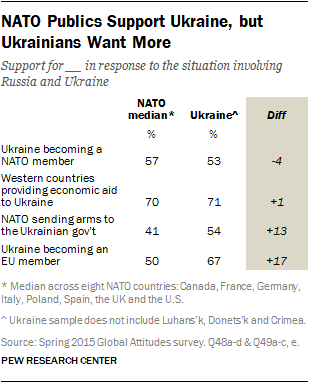 NATO Publics Support Ukraine, but
Ukrainians Want More
Support for __ in response to the situation involving
Russia and Ukraine
NATO median* Ukraine^ Diff
% %
Ukraine becoming a
NATO member 57 53 -4
Western countries
providing economic aid
to Ukraine 70 71 +1
NATO sending arms to
the Ukrainian gov't 41 54 +13
Ukraine becoming an
EU member 50 67 +17
* Median across eight NATO countries: Canada, France, Germany,
Italy, Poland, Spain, the UK and the U.S.
^ Ukraine sample does not include Luhans'k, Donets'k and Crimea.
Source: Spring 2015 Global Attitudes survey. Q48a-d & Q49a-c, e.
PEW RESEARCH CENTER